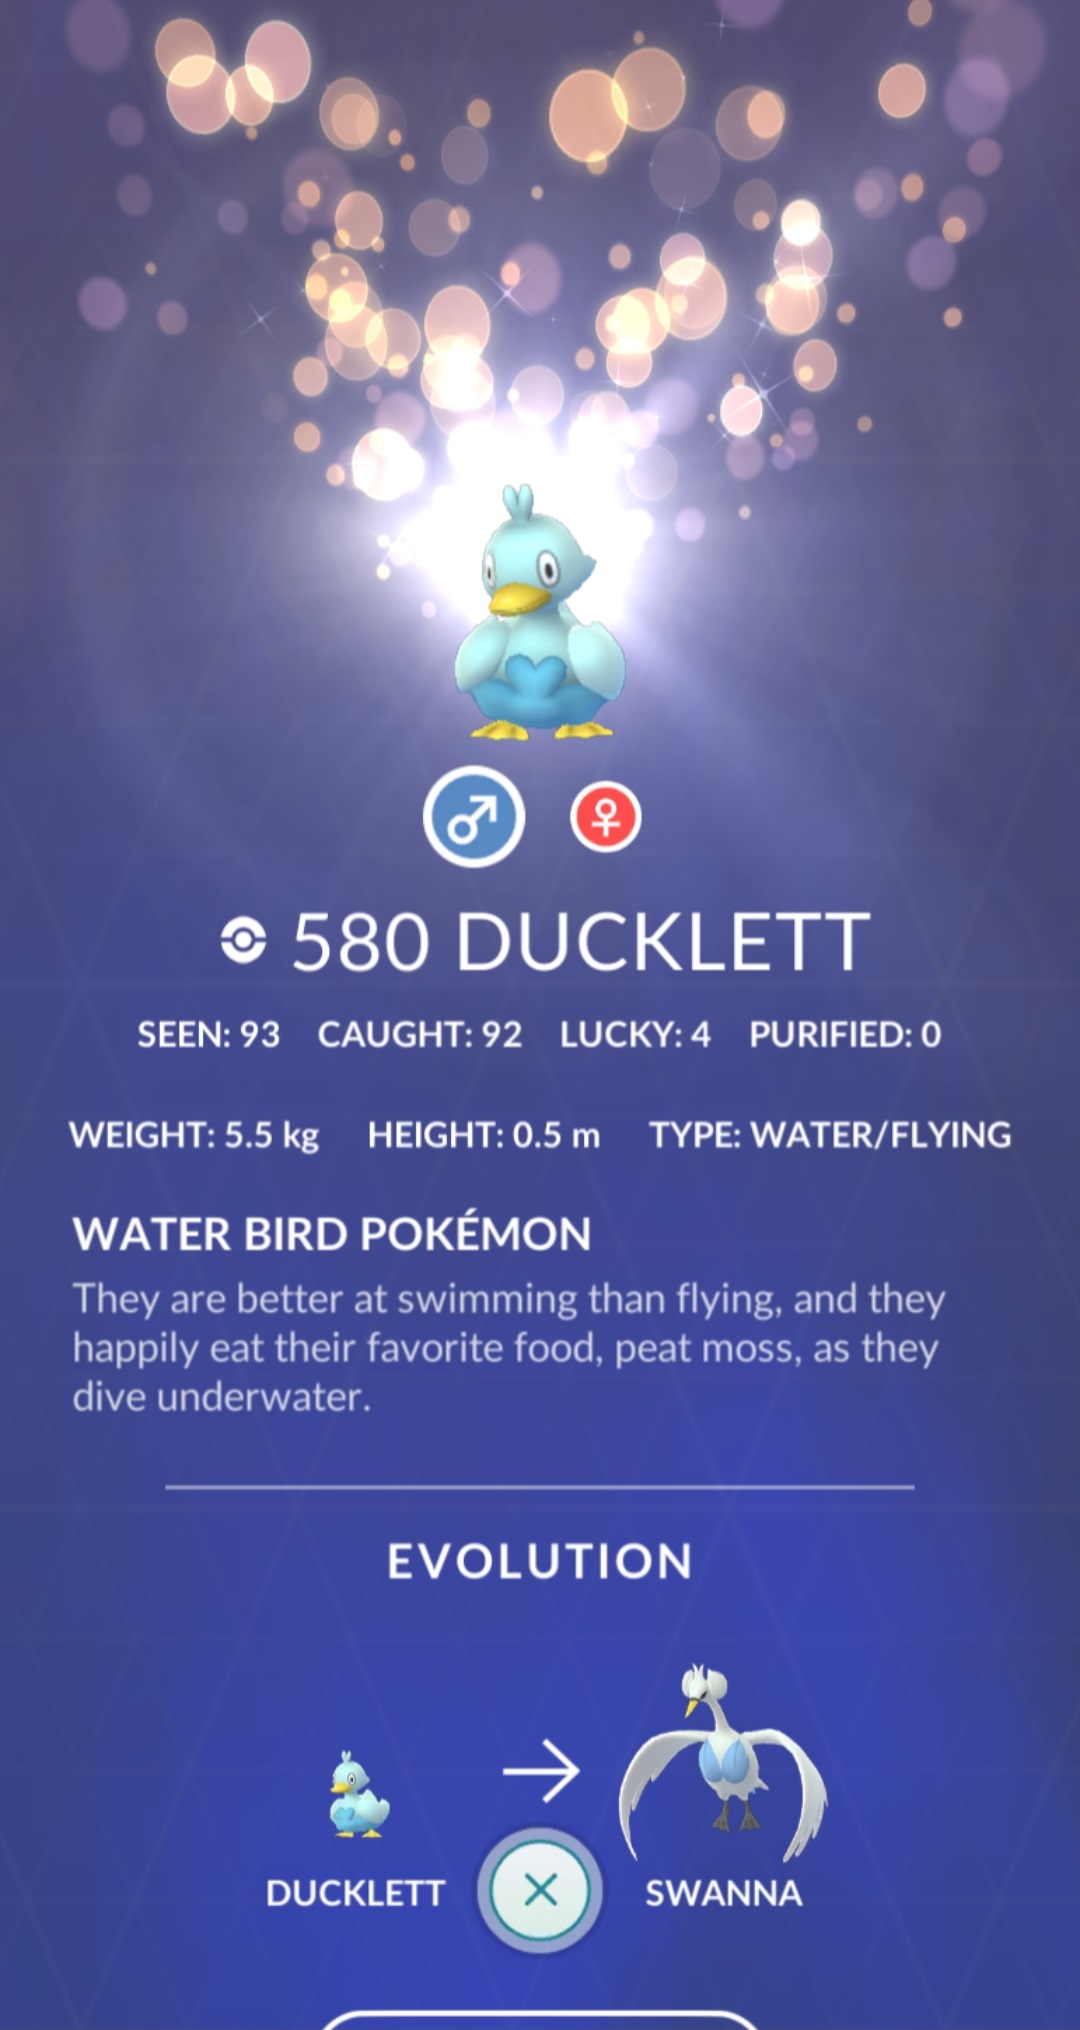 580 DUCKLETT
SEEN: 93 CAUGHT: 92 LUCKY: 4 PURIFIED: 0
WEIGHT: 5.5 kg HEIGHT: 0.5 m TYPE: WATER/FLYING
WATER BIRD POKÉMON
They are better at swimming than flying, and they
happily eat their favorite food, peat moss, as they
dive underwater.
EVOLUTION
DUCKLETT SWANNA